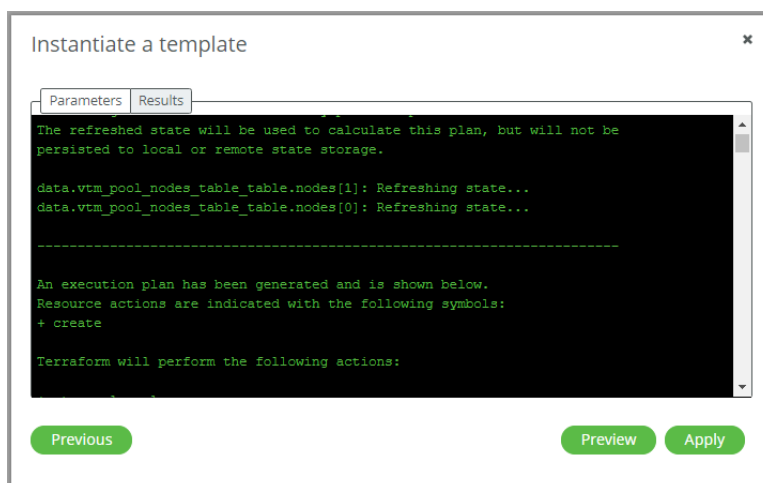 Instantiate a template
×
Parameters Results
The refreshed state will be used to calculate this plan, but will not be
persisted to local or remote state storage.
data.vtm_pool_nodes_table_table.nodes[1]: Refreshing state...
data.vtm_pool_nodes_table_table.nodes[0]: Refreshing state...
------------------------------------------------------------------------
An execution plan has been generated and is shown below.
Resource actions are indicated with the following symbols:
+ create
Terraform will perform the following actions:
Previous
Preview
Apply